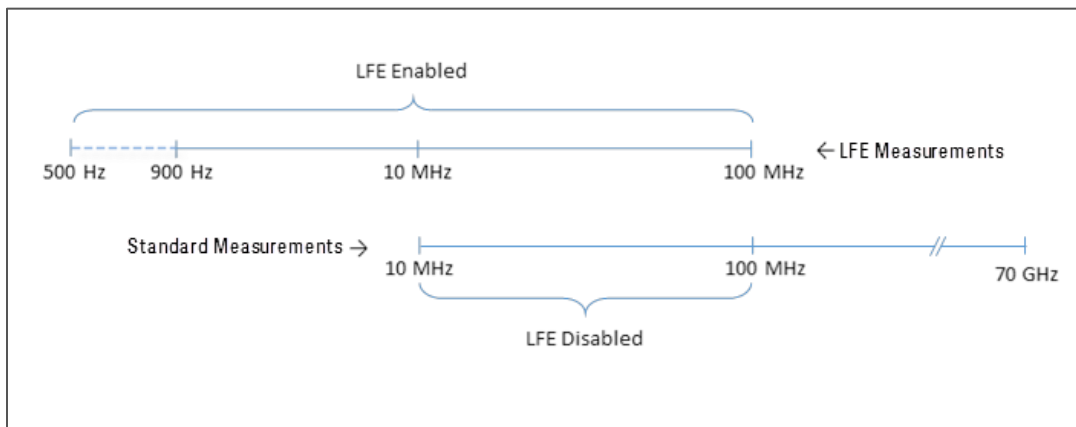 LFE Enabled
500 Hz 900 Hz 10 MHz 100 MHz ← LFE Measurements
Standard Measurements →
10 MHz 100 MHz 70 GHz
LFE Disabled